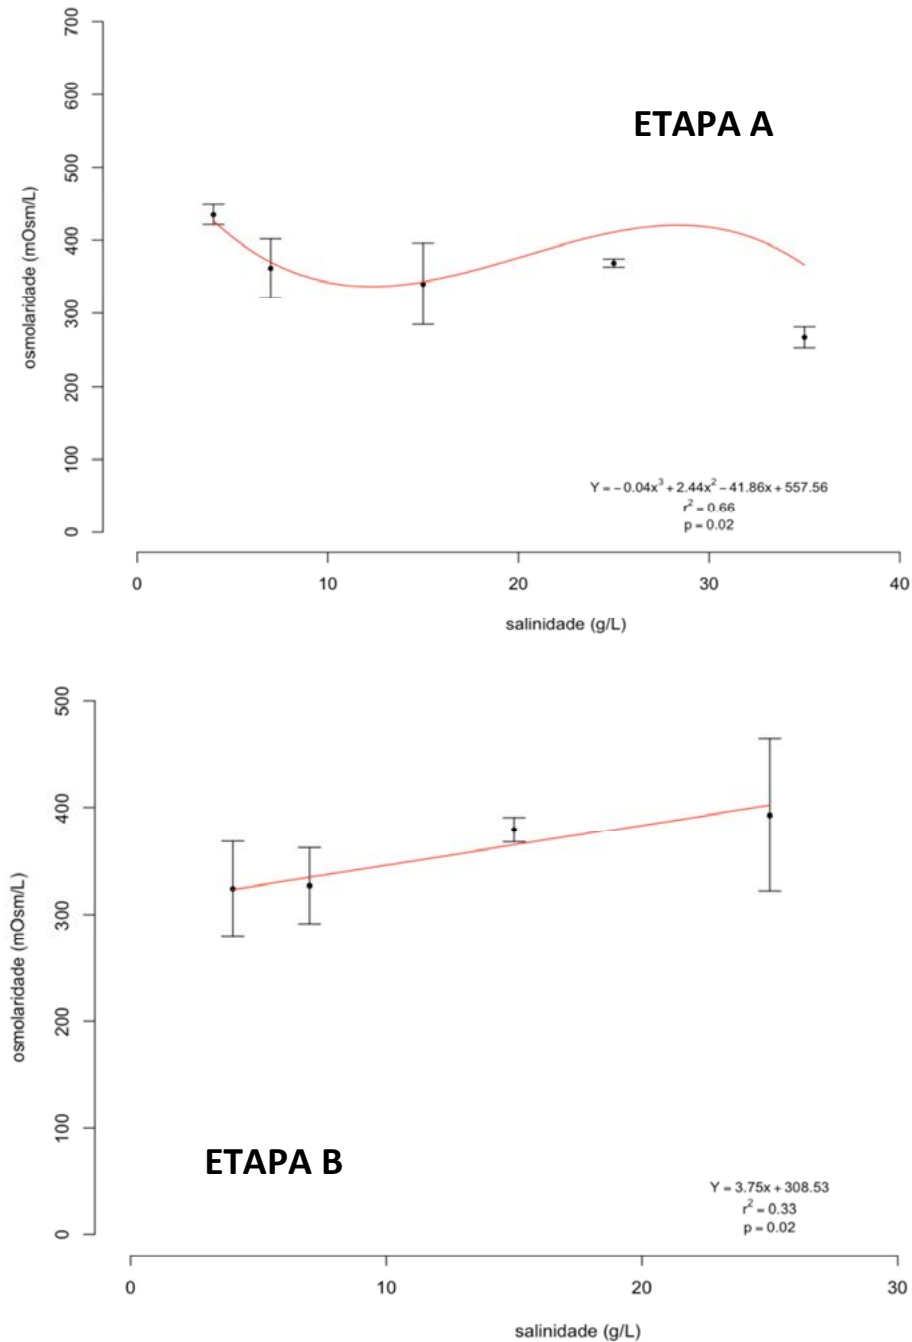 700
600
ETAPA A
500
400
300
200
100
0
osmolaridade (mOsm/L)
Y = − 0.04x³ + 2.44x² − 41.86x + 557.56
r² = 0.66
p = 0.02
0 10 20 30 40
salinidade (g/L)
500
400
300
200
100
0
osmolaridade (mOsm/L)
ETAPA B
Y = 3.75x + 308.53
r² = 0.33
p = 0.02
0 10 20 30
salinidade (g/L)